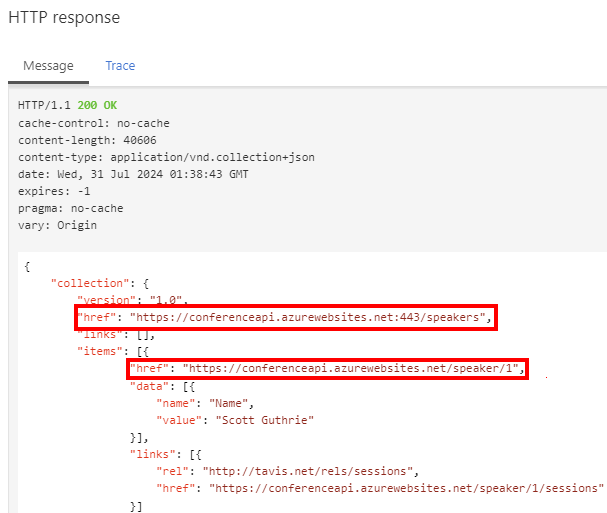 HTTP response
Message Trace
HTTP/1.1 200 OK
cache-control: no-cache
content-length: 40606
content-type: application/vnd.collection+json
date: Wed, 31 Jul 2024 01:38:43 GMT
expires: -1
pragma: no-cache
vary: Origin
{
"collection": {
"version": "1.0",
"href": "https://conferenceapi.azurewebsites.net:443/speakers",
"links": [],
"items": [{
"href": "https://conferenceapi.azurewebsites.net/speaker/1",
"data": [{
"name": "Name",
"value": "Scott Guthrie"
}],
"links": [{
"rel": "http://tavis.net/rels/sessions",
"href": "https://conferenceapi.azurewebsites.net/speaker/1/sessions"
}]